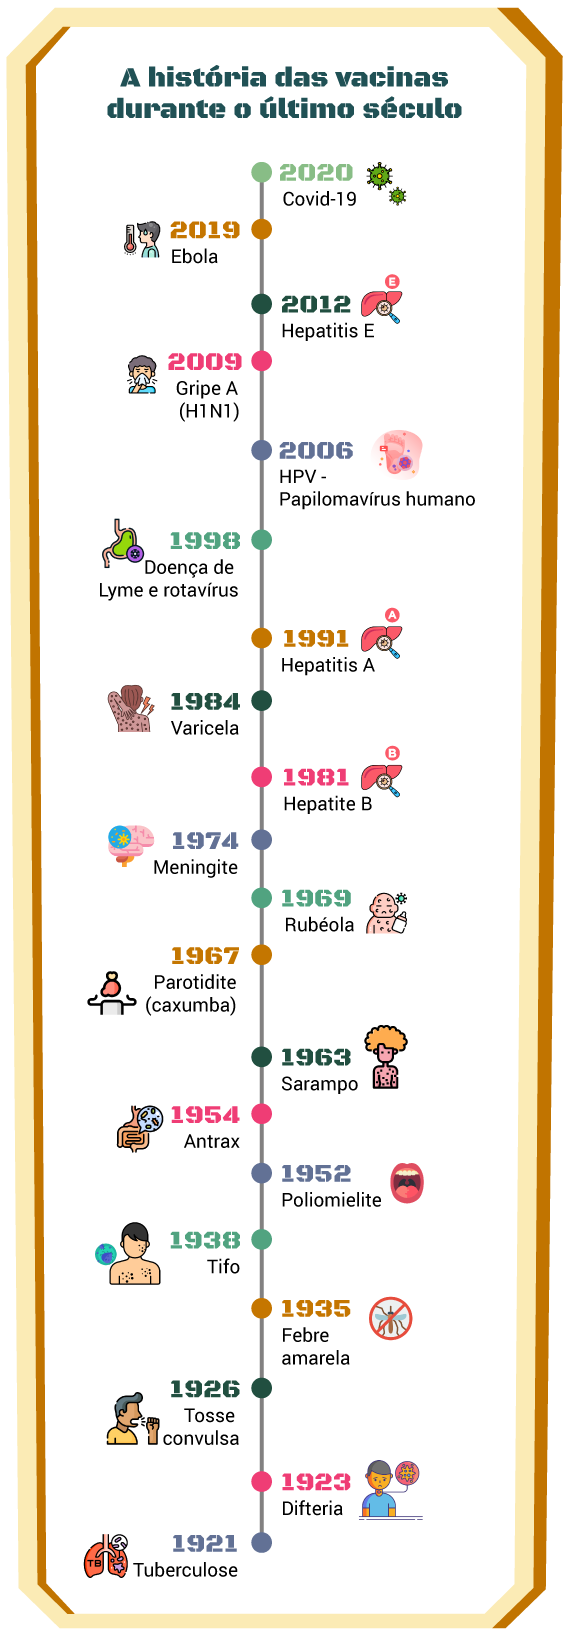 A história das vacinas
durante o último século
2020
Covid-19
2019
Ebola
E
2012
Hepatitis E
2009
Gripe A
(H1N1)
2006
HPV -
Papilomavírus humano
1998
Doença de
Lyme e rotavírus
A
1991
Hepatitis A
1984
Varicela
B
1981
Hepatite B
1974
Meningite
1969
Rubéola
1967
Parotidite
(caxumba)
1963
Sarampo
1954
Antrax
1952
Poliomielite
1938
Tifo
1935
Febre
amarela
1926
Tosse
convulsa
1923
Difteria
1921
TB
Tuberculose